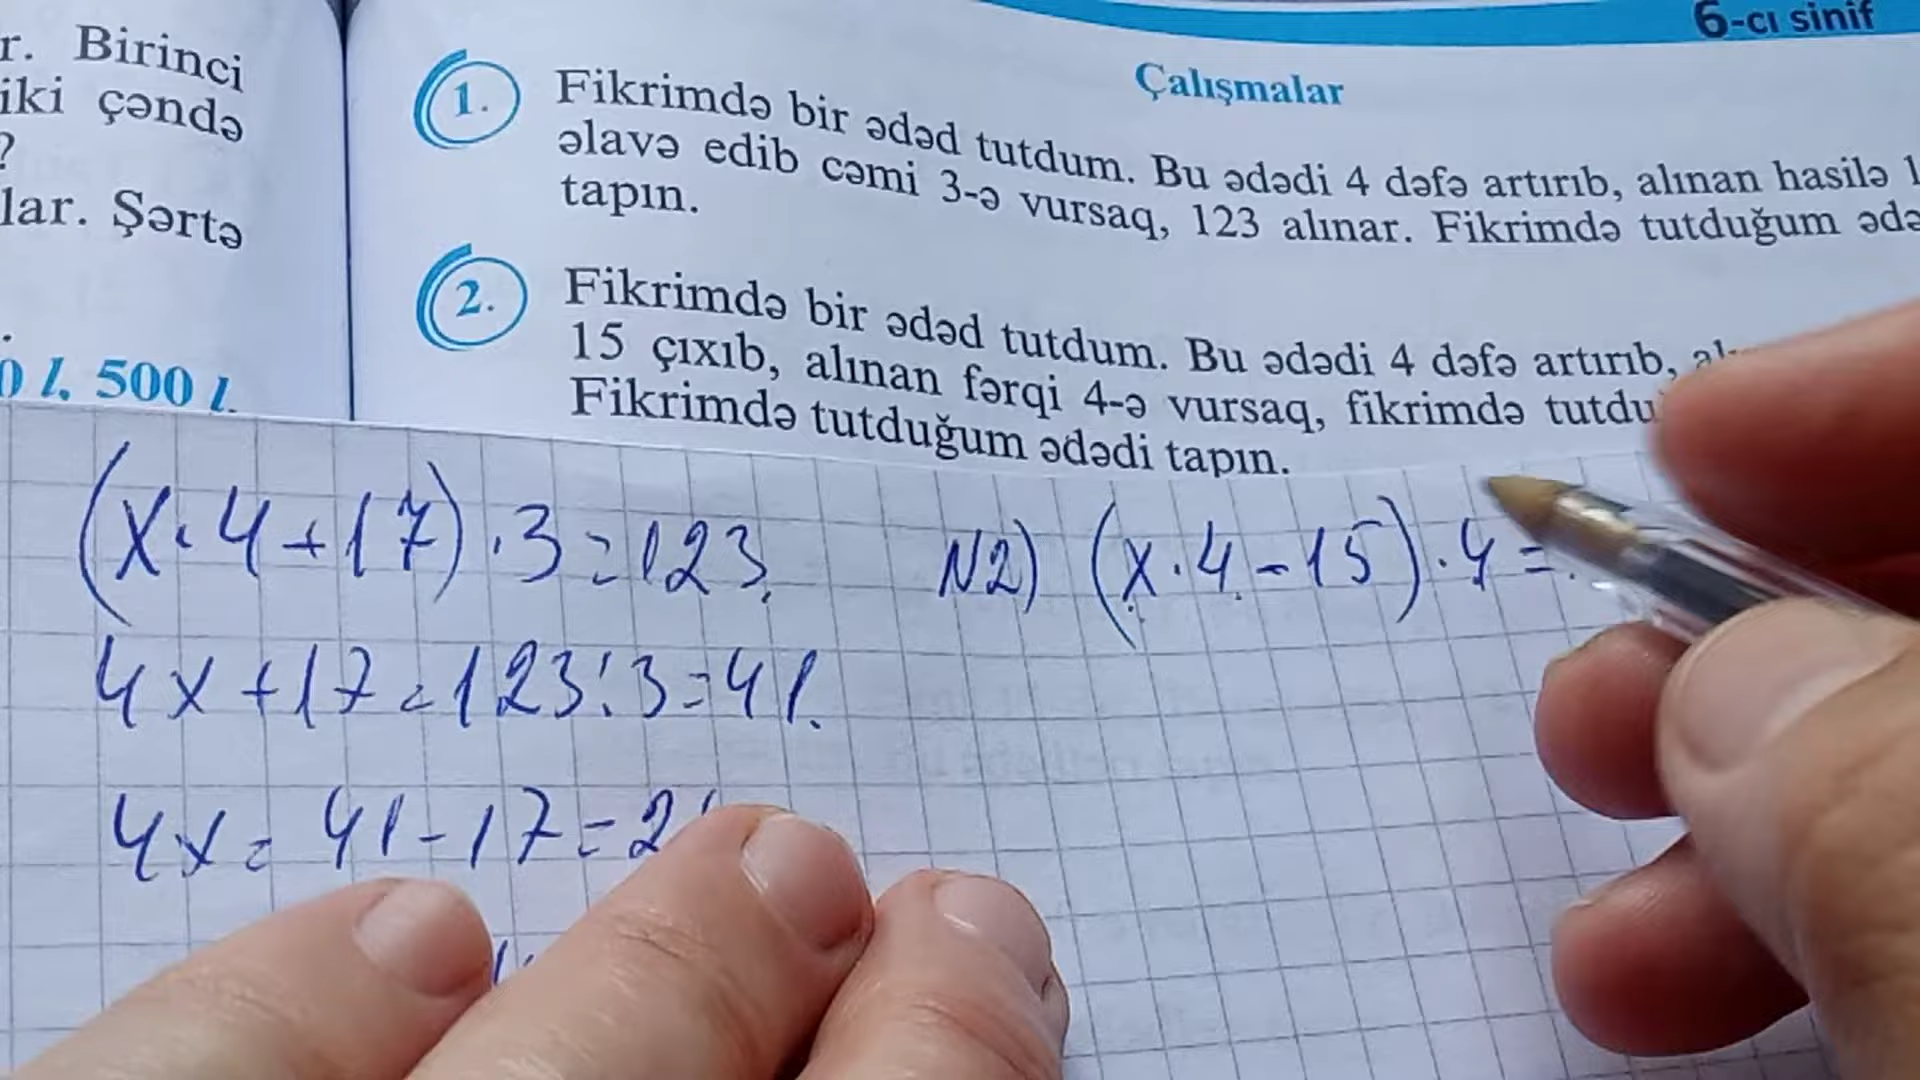 r. Birinci
iki çəndə
?
lar. Şərtə
0 l, 500 l.
6-cı sinif
Çalışmalar
1. Fikrimdə bir ədəd tutdum. Bu ədədi 4 dəfə artırıb, alınan hasilə 1
əlavə edib cəmi 3-ə vursaq, 123 alınar. Fikrimdə tutduğum ədə
tapın.
2. Fikrimdə bir ədəd tutdum. Bu ədədi 4 dəfə artırıb,
15 çıxıb, alınan fərqi 4-ə vursaq, fikrimdə tutdu
Fikrimdə tutduğum ədədi tapın.
(x·4+17)·3=123.
4x+17=123:3=41.
4x=41-17=2
N2) (x·4-15)·4=